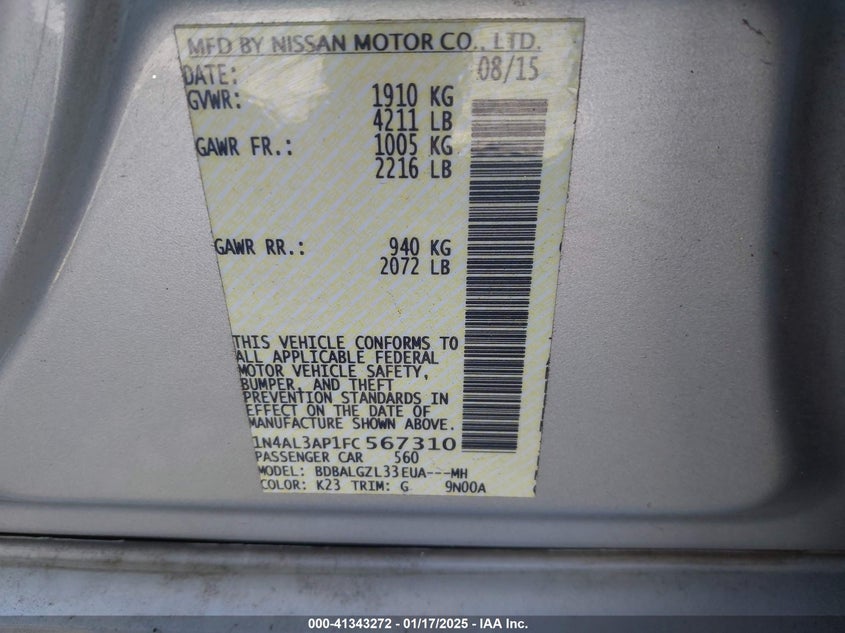 MFD BY NISSAN MOTOR CO., LTD.
DATE: 08/15
GVWR: 1910 KG
4211 LB
GAWR FR.: 1005 KG
2216 LB
GAWR RR.: 940 KG
2072 LB
THIS VEHICLE CONFORMS TO
ALL APPLICABLE FEDERAL
MOTOR VEHICLE SAFETY,
BUMPER, AND THEFT
PREVENTION STANDARDS IN
EFFECT ON THE DATE OF
MANUFACTURE SHOWN ABOVE.
1N4AL3AP1FC567310
PASSENGER CAR 560
MODEL: BDBALGZL33EUA---MH
COLOR: K23 TRIM: G 9N00A
000-41343272 - 01/17/2025 - IAA Inc.